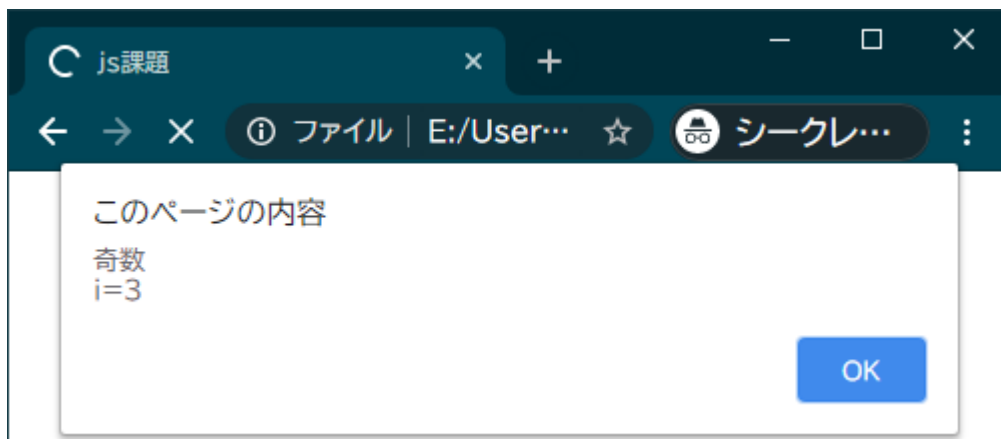 js課題
ファイル | E:/User…
シークレ…
このページの内容
奇数
i=3
OK